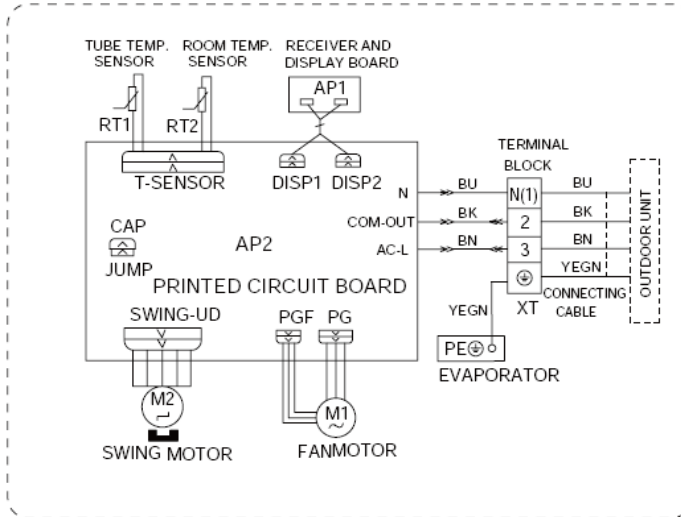 TUBE TEMP.
SENSOR
ROOM TEMP.
SENSOR
RECEIVER AND
DISPLAY BOARD
AP1
RT1
RT2
T-SENSOR
DISP1
DISP2
TERMINAL
BLOCK
N
BU
N(1)
BU
COM-OUT
BK
2
BK
AC-L
BN
3
BN
YEGN
OUTDOOR UNIT
CAP
JUMP
AP2
PRINTED CIRCUIT BOARD
XT
CONNECTING
CABLE
SWING-UD
PGF
PG
YEGN
PE
EVAPORATOR
M2
M1
SWING MOTOR
FANMOTOR